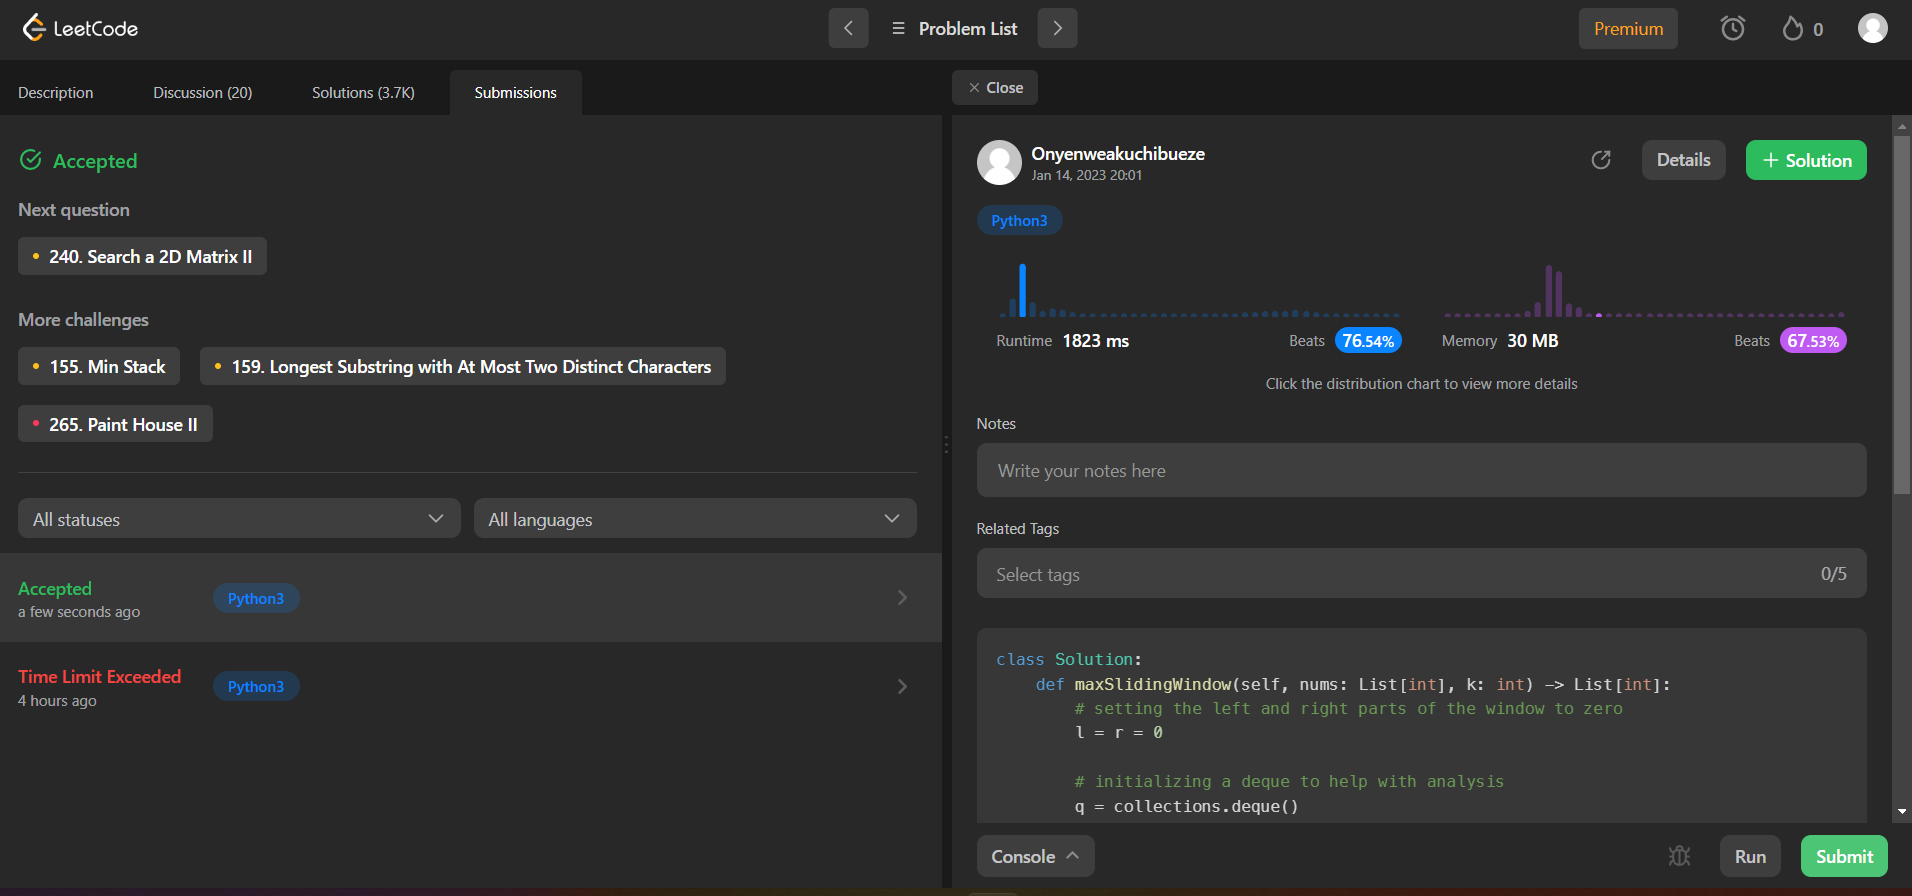 LeetCode
Problem List
Premium
0
Description
Discussion (20)
Solutions (3.7K)
Submissions
Close
Accepted
Next question
240. Search a 2D Matrix II
More challenges
155. Min Stack
159. Longest Substring with At Most Two Distinct Characters
265. Paint House II
All statuses
All languages
Accepted
a few seconds ago
Python3
Time Limit Exceeded
4 hours ago
Python3
Onyenweakuchibueze
Jan 14, 2023 20:01
Details
+ Solution
Python3
Runtime 1823 ms
Beats 76.54%
Memory 30 MB
Beats 67.53%
Click the distribution chart to view more details
Notes
Write your notes here
Related Tags
Select tags
0/5
class Solution:
    def maxSlidingWindow(self, nums: List[int], k: int) -> List[int]:
        # setting the left and right parts of the window to zero
        l = r = 0
        # initializing a deque to help with analysis
        q = collections.deque()
Console
Run
Submit